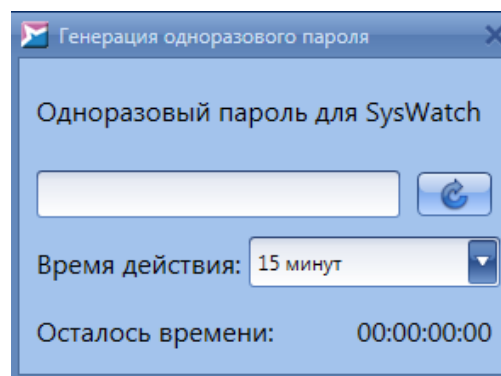 Генерация одноразового пароля
Одноразовый пароль для SysWatch
Время действия: 15 минут
Осталось времени: 00:00:00:00